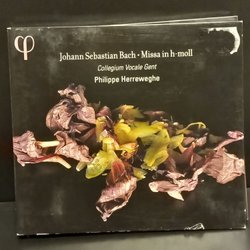 φ
Johann Sebastian Bach · Missa in h-moll
Collegium Vocale Gent
Philippe Herreweghe